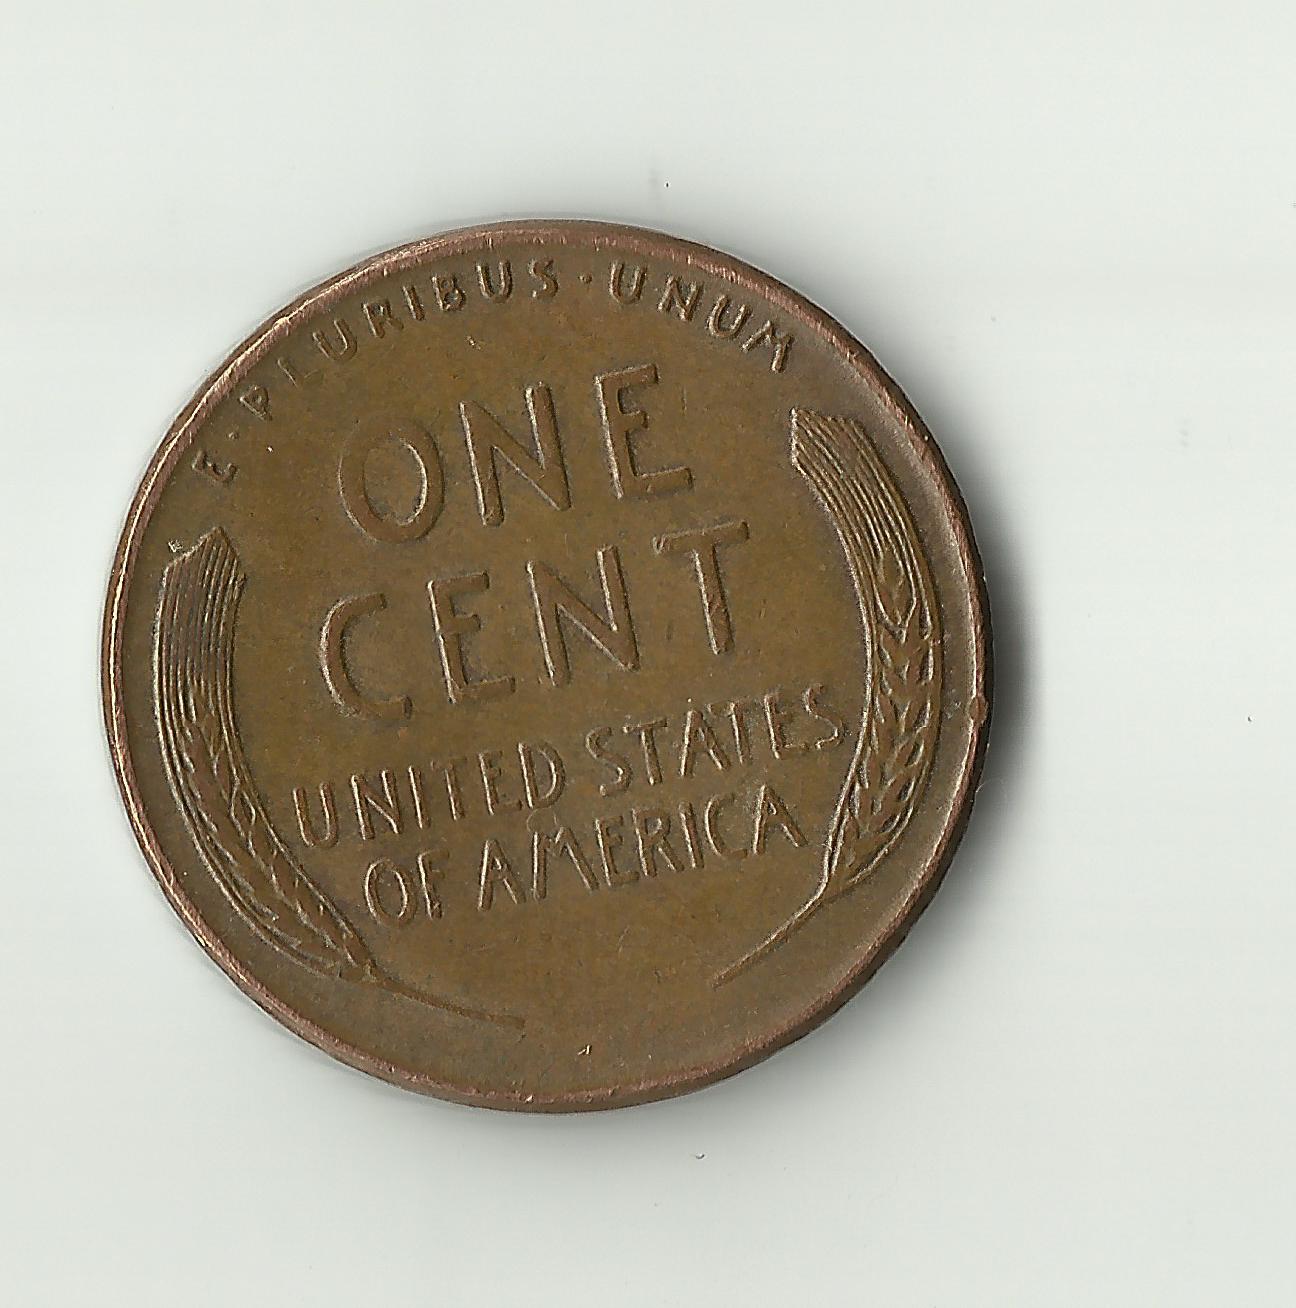 E·PLURIBUS·UNUM
ONE
CENT
UNITED STATES
OF AMERICA